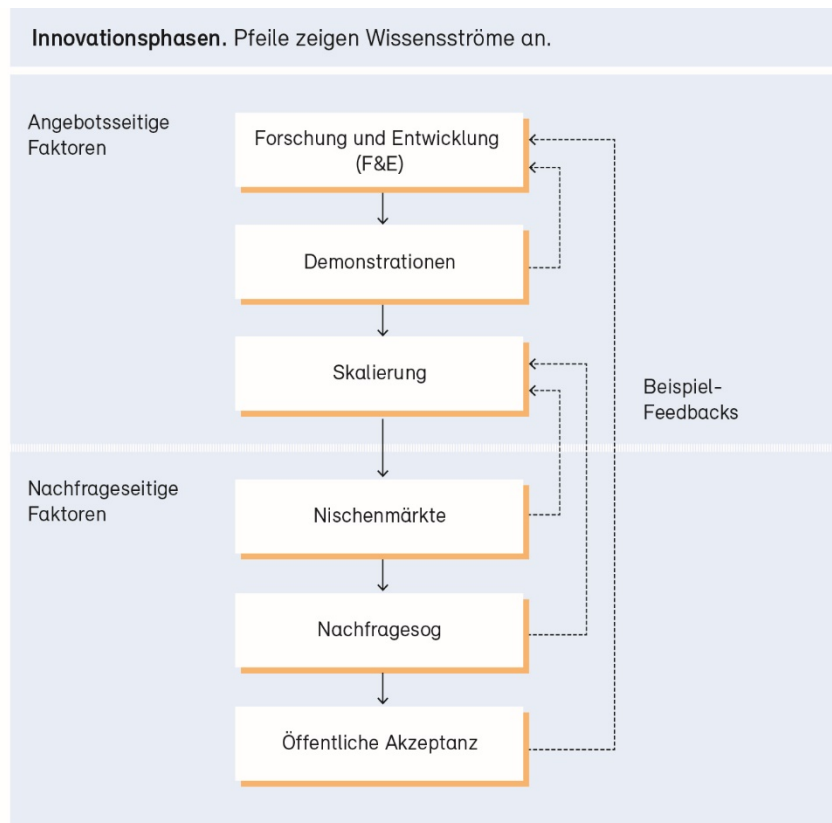 Innovationsphasen. Pfeile zeigen Wissensströme an.
Angebotsseitige
Faktoren
Forschung und Entwicklung
(F&E)
Demonstrationen
Skalierung
Beispiel-
Feedbacks
Nachfrageseitige
Faktoren
Nischenmärkte
Nachfragesog
Öffentliche Akzeptanz